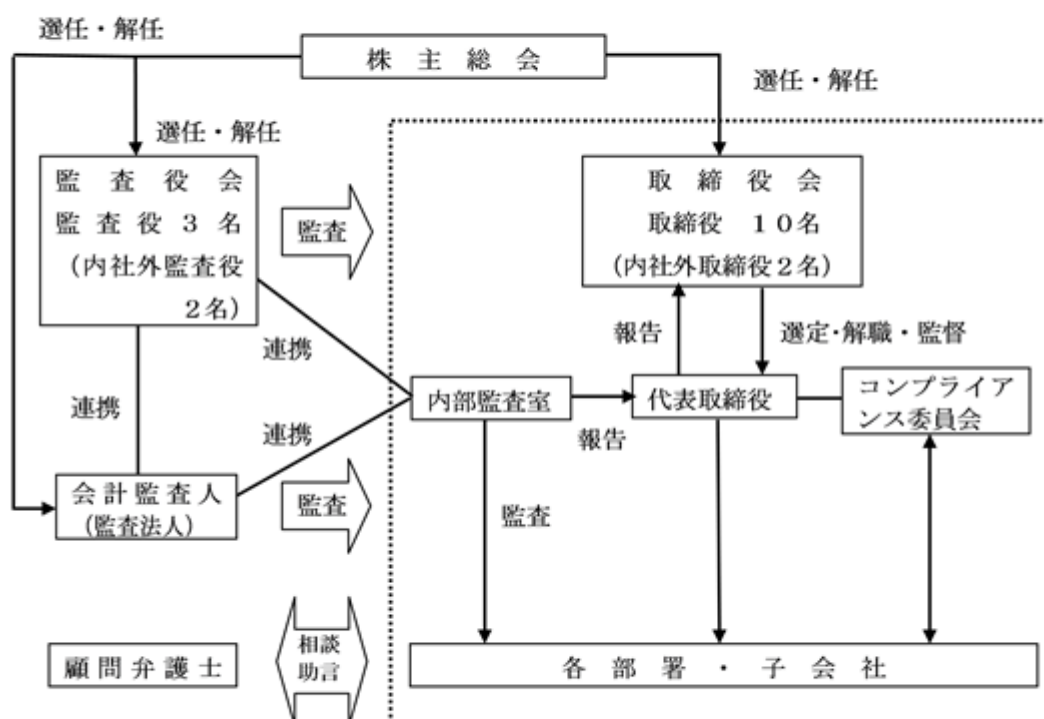 選任・解任
株主総会
選任・解任
選任・解任
監査役会
監査役3名
(内社外監査役
2名)
監査
取締役会
取締役 10名
(内社外取締役2名)
報告
選定・解職・監督
連携
連携
連携
内部監査室
報告
代表取締役
コンプライア
ンス委員会
会計監査人
(監査法人)
監査
監査
顧問弁護士
相談
助言
各部署・子会社